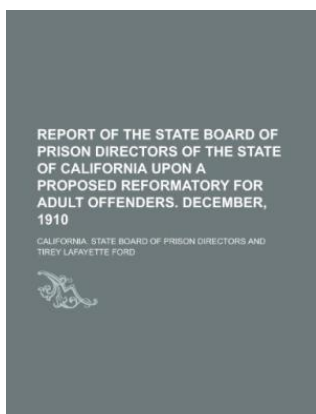 REPORT OF THE STATE BOARD OF
PRISON DIRECTORS OF THE STATE
OF CALIFORNIA UPON A
PROPOSED REFORMATORY FOR
ADULT OFFENDERS. DECEMBER,
1910
CALIFORNIA. STATE BOARD OF PRISON DIRECTORS AND
TIREY LAFAYETTE FORD